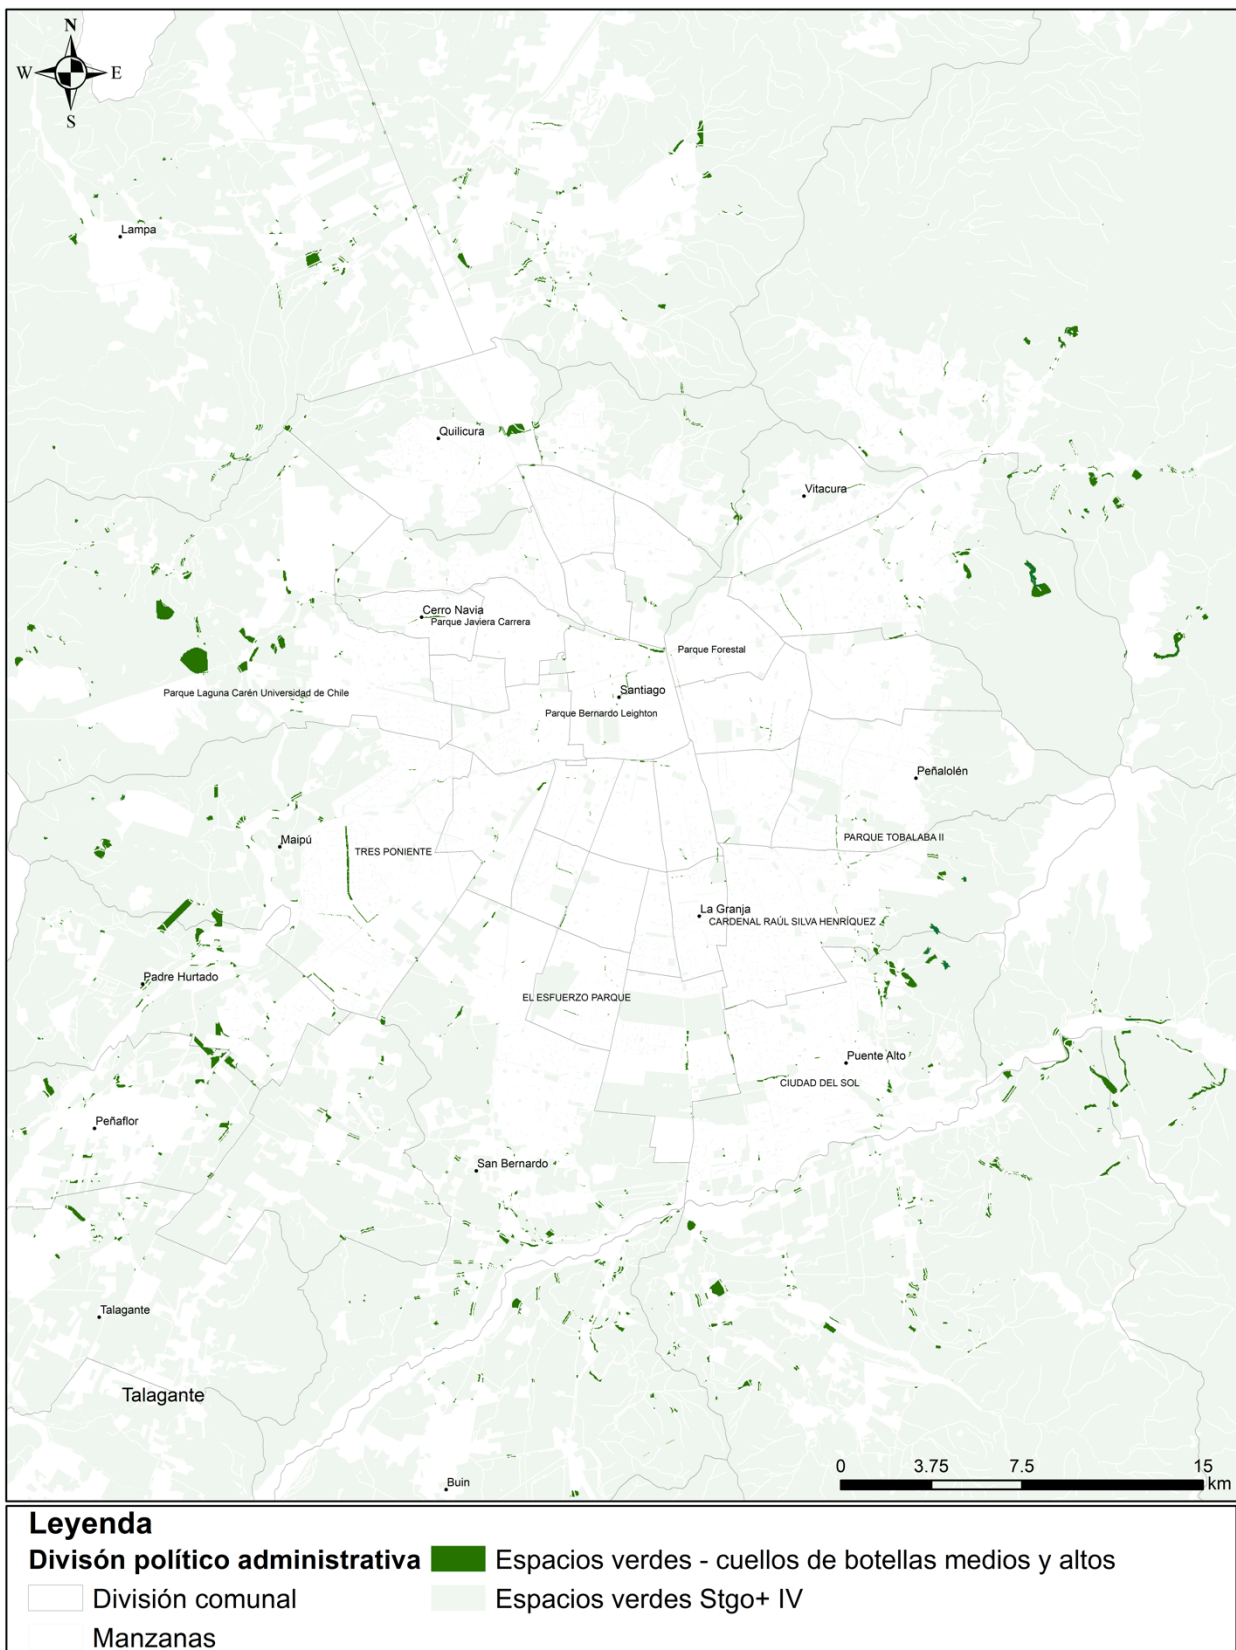 N
W E
S
Lampa
Quilicura
Vitacura
Cerro Navia
Parque Javiera Carrera
Parque Forestal
Parque Laguna Carén Universidad de Chile
Santiago
Parque Bernardo Leighton
Peñalolén
Maipú
TRES PONIENTE
PARQUE TOBALABA II
La Granja
CARDENAL RAÚL SILVA HENRÍQUEZ
Padre Hurtado
EL ESFUERZO PARQUE
Puente Alto
CIUDAD DEL SOL
Peñaflor
San Bernardo
Talagante
Talagante
Buin
0 3.75 7.5 15
km
Leyenda
Divisón político administrativa
División comunal
Manzanas
Espacios verdes - cuellos de botellas medios y altos
Espacios verdes Stgo+ IV